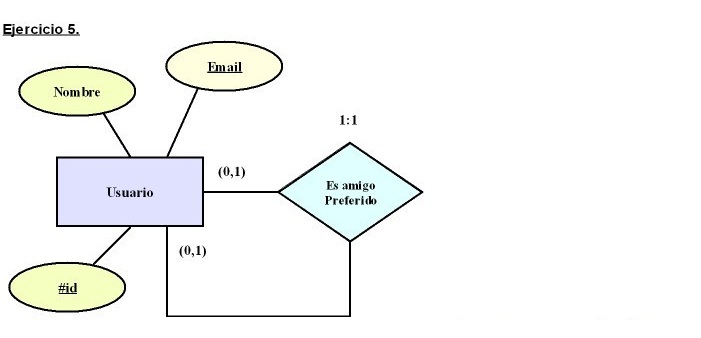 Ejercicio 5.
Email
Nombre
1:1
(0,1)
Es amigo
Preferido
Usuario
(0,1)
#id